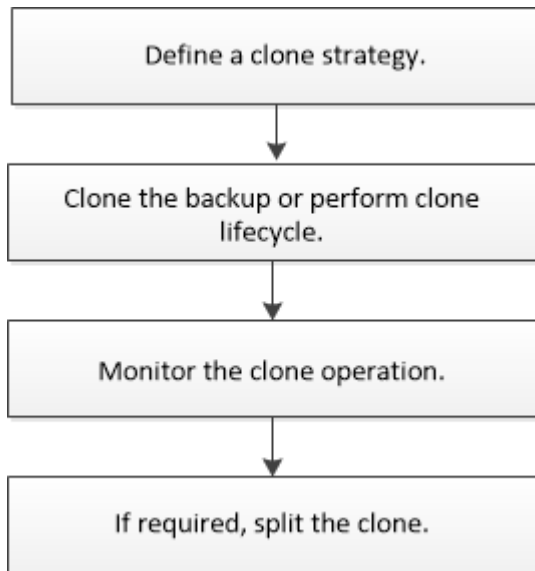 Define a clone strategy.
Clone the backup or perform clone
lifecycle.
Monitor the clone operation.
If required, split the clone.